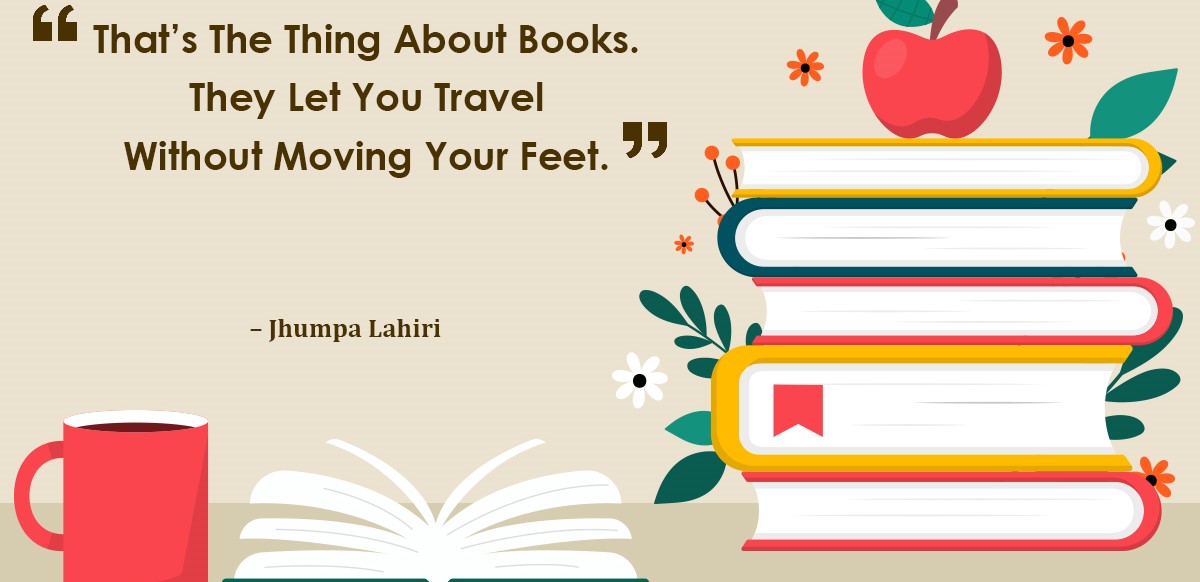 “ That’s The Thing About Books.
They Let You Travel
Without Moving Your Feet. ”
– Jhumpa Lahiri